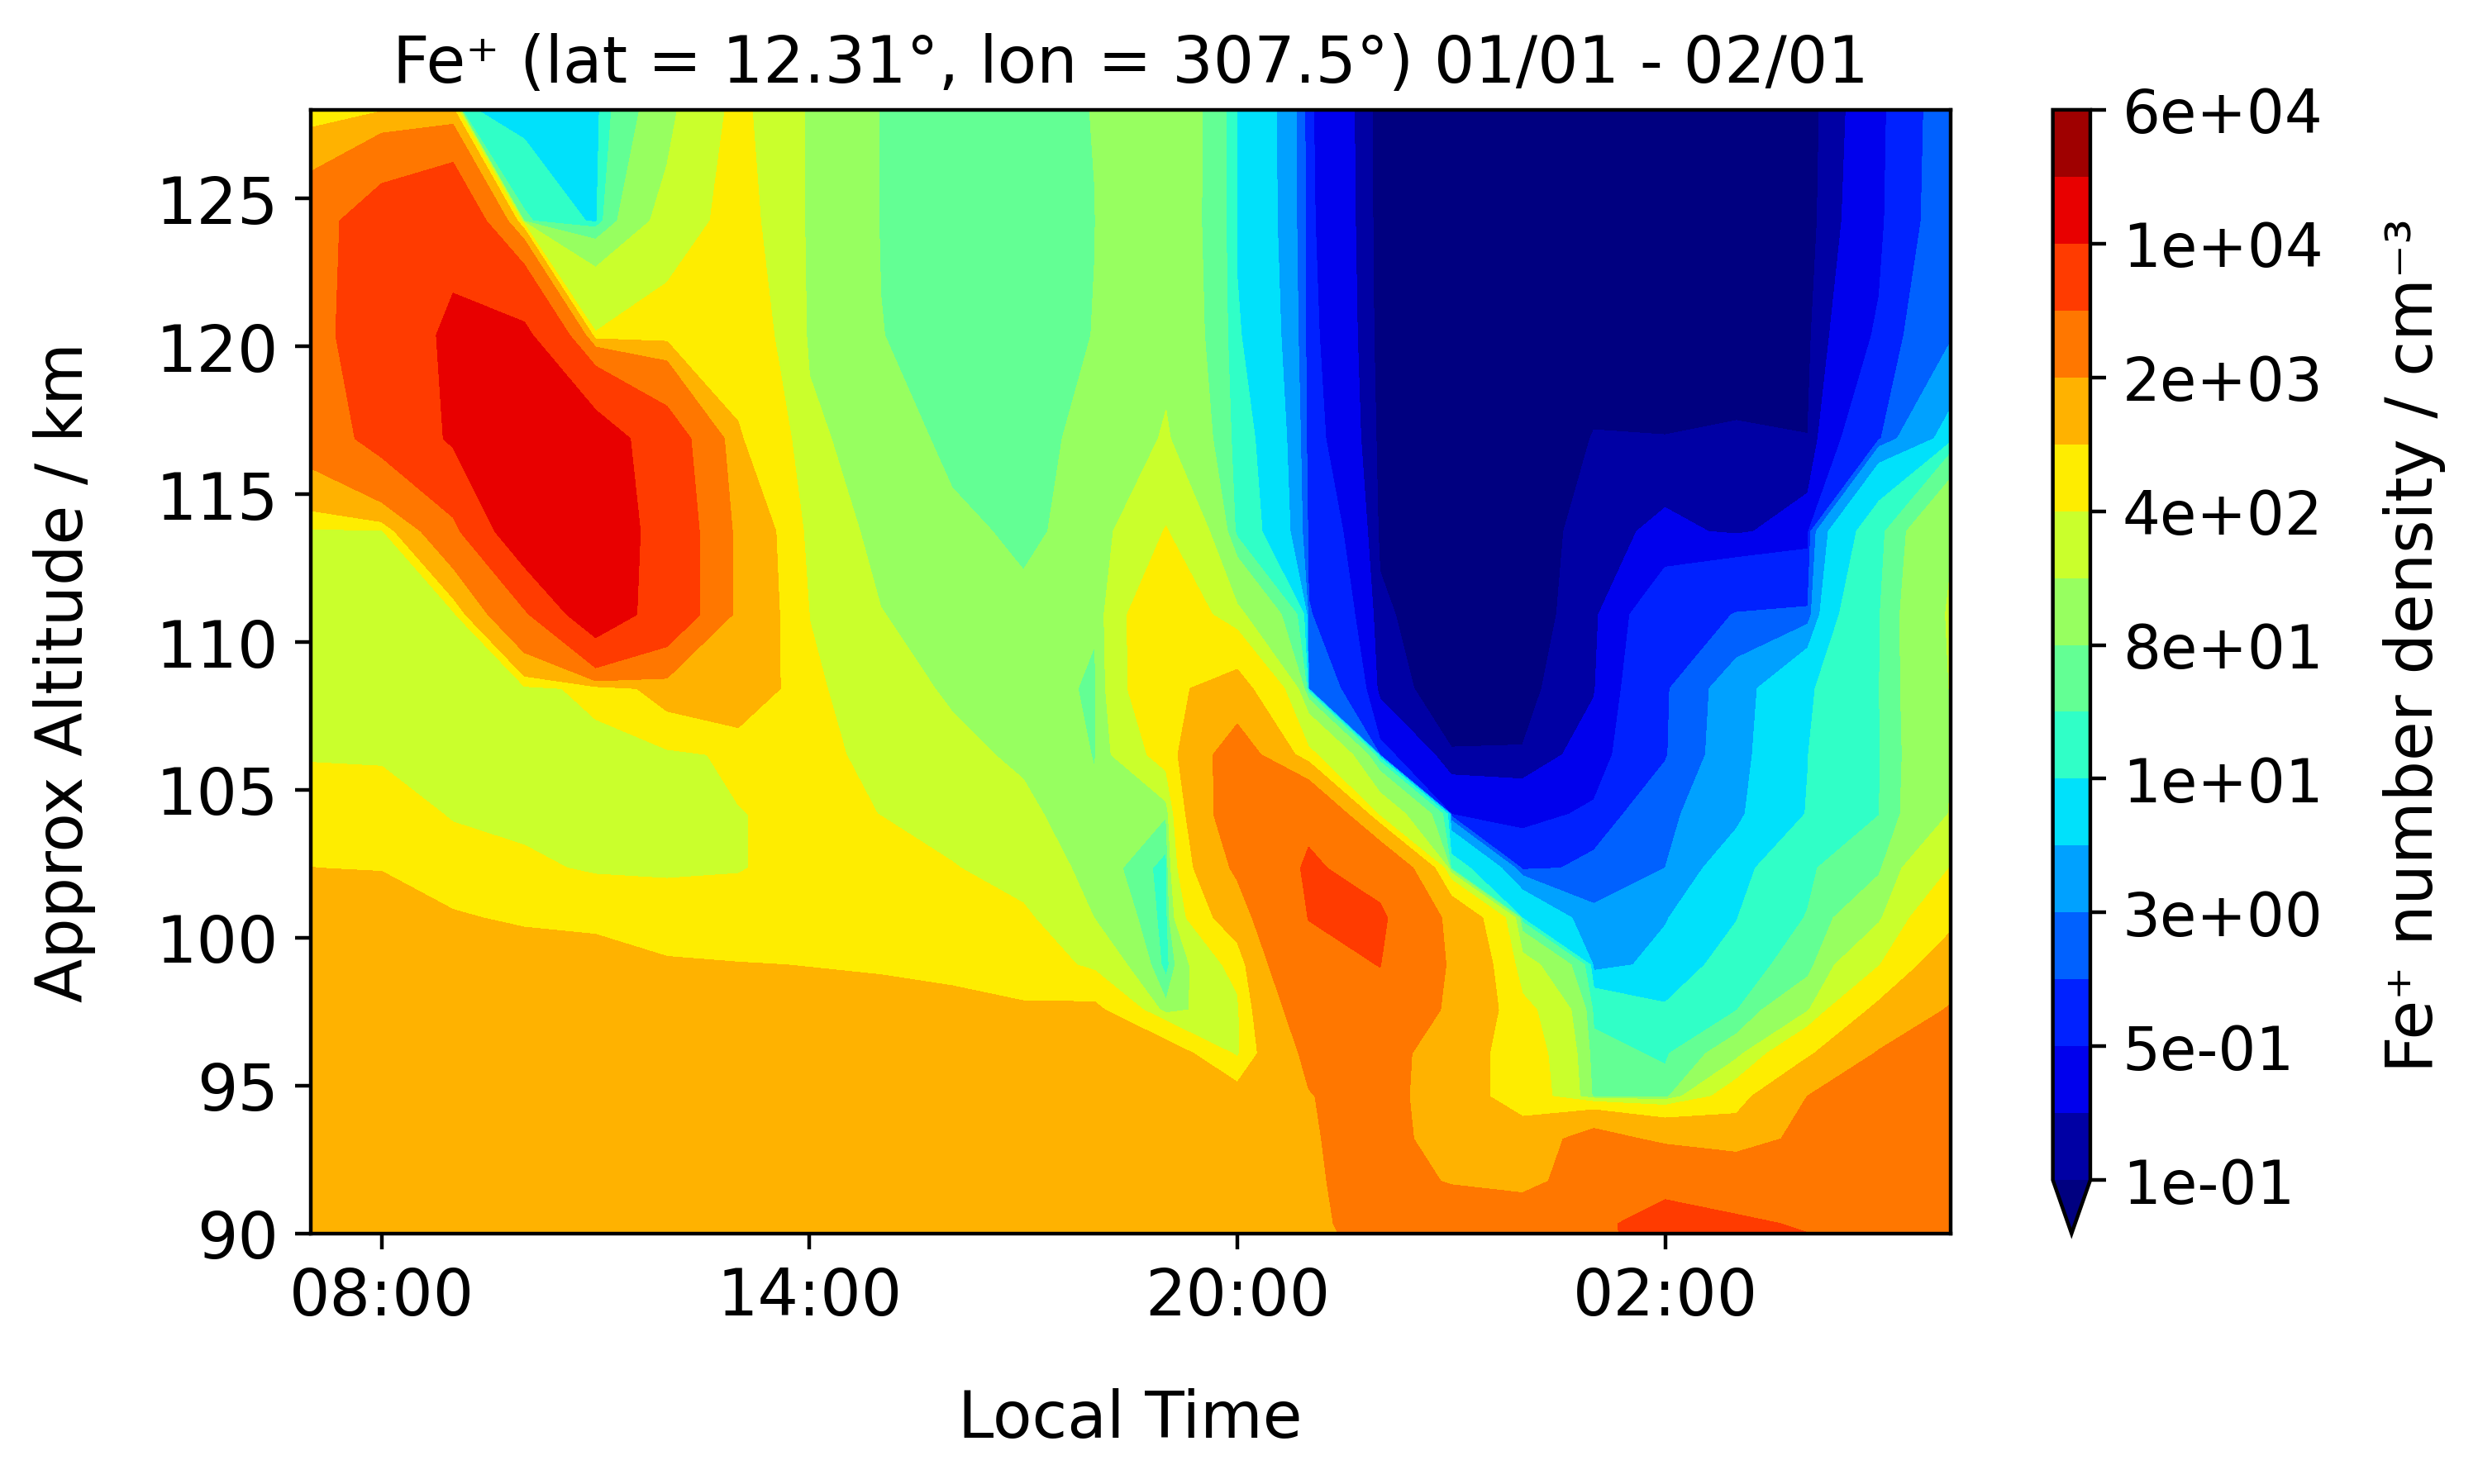 Fe⁺ (lat = 12.31°, lon = 307.5°) 01/01 - 02/01
Approx Altitude / km
125
120
115
110
105
100
95
90
08:00 14:00 20:00 02:00
Local Time
6e+04
1e+04
2e+03
4e+02
8e+01
1e+01
3e+00
5e-01
1e-01
Fe⁺ number density / cm⁻³